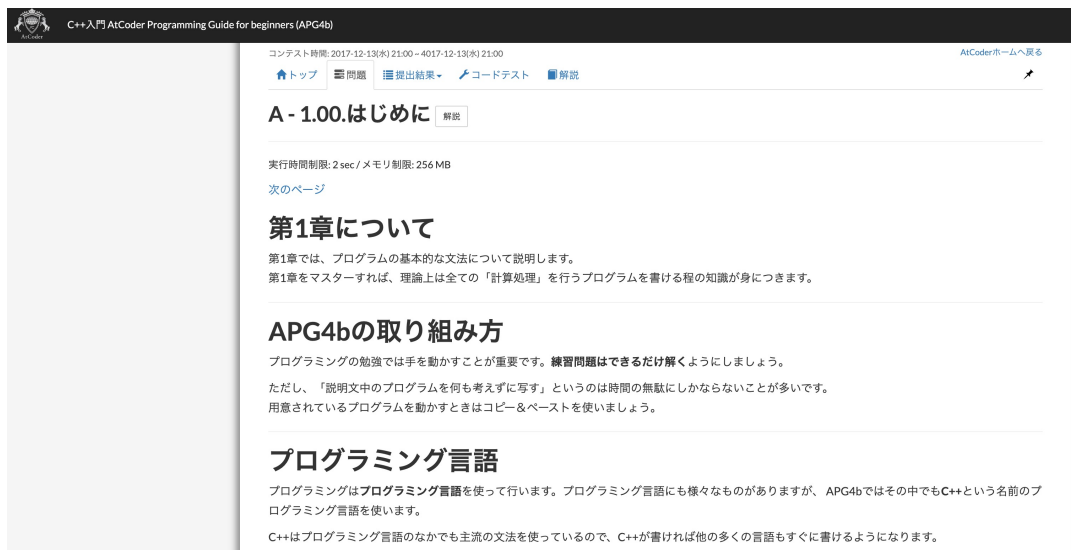 AtCoder
C++入門 AtCoder Programming Guide for beginners (APG4b)
コンテスト時間: 2017-12-13(水) 21:00 ~ 4017-12-13(水) 21:00
AtCoderホームへ戻る
トップ 問題 提出結果 コードテスト 解説
A - 1.00.はじめに 解説
実行時間制限: 2 sec / メモリ制限: 256 MB
次のページ
第1章について
第1章では、プログラムの基本的な文法について説明します。
第1章をマスターすれば、理論上は全ての「計算処理」を行うプログラムを書ける程の知識が身につきます。
APG4bの取り組み方
プログラミングの勉強では手を動かすことが重要です。練習問題はできるだけ解くようにしましょう。
ただし、「説明文中のプログラムを何も考えずに写す」というのは時間の無駄にしかならないことが多いです。
用意されているプログラムを動かすときはコピー＆ペーストを使いましょう。
プログラミング言語
プログラミングはプログラミング言語を使って行います。プログラミング言語にも様々なものがありますが、 APG4bではその中でもC++という名前のプ
ログラミング言語を使います。
C++はプログラミング言語のなかでも主流の文法を使っているので、C++が書ければ他の多くの言語もすぐに書けるようになります。